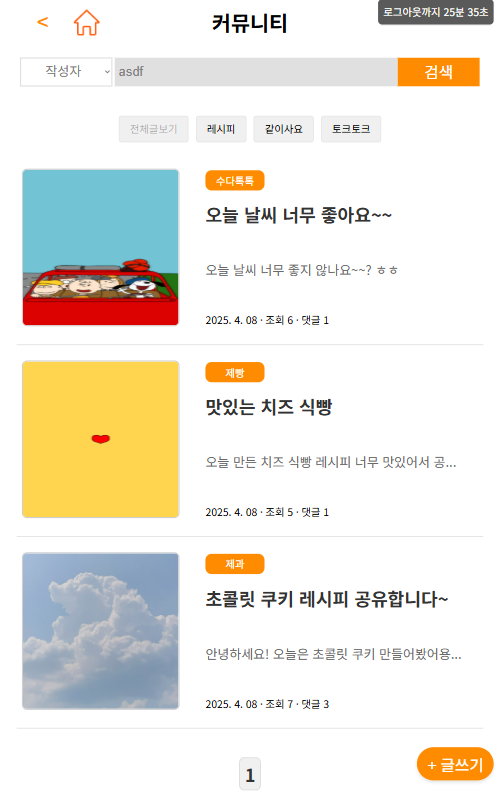 <
커뮤니티
로그아웃까지 25분 35초
작성자
asdf
검색
전체글보기
레시피
같이사요
토크토크
수다톡톡
오늘 날씨 너무 좋아요~~
오늘 날씨 너무 좋지 않나요~~? ㅎㅎ
2025. 4. 08 · 조회 6 · 댓글 1
제빵
맛있는 치즈 식빵
오늘 만든 치즈 식빵 레시피 너무 맛있어서 공...
2025. 4. 08 · 조회 5 · 댓글 1
제과
초콜릿 쿠키 레시피 공유합니다~
안녕하세요! 오늘은 초콜릿 쿠키 만들어봤어용...
2025. 4. 08 · 조회 7 · 댓글 3
1
+ 글쓰기